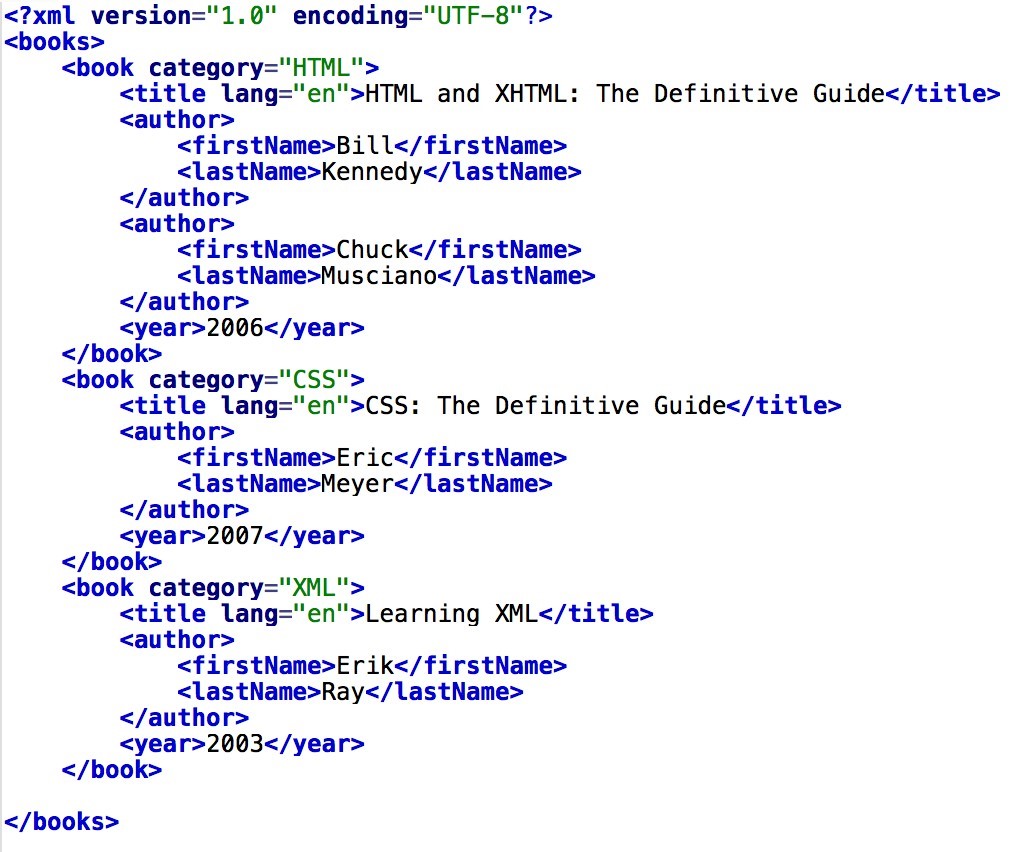 <?xml version="1.0" encoding="UTF-8"?>
<books>
    <book category="HTML">
        <title lang="en">HTML and XHTML: The Definitive Guide</title>
        <author>
            <firstName>Bill</firstName>
            <lastName>Kennedy</lastName>
        </author>
        <author>
            <firstName>Chuck</firstName>
            <lastName>Musciano</lastName>
        </author>
        <year>2006</year>
    </book>
    <book category="CSS">
        <title lang="en">CSS: The Definitive Guide</title>
        <author>
            <firstName>Eric</firstName>
            <lastName>Meyer</lastName>
        </author>
        <year>2007</year>
    </book>
    <book category="XML">
        <title lang="en">Learning XML</title>
        <author>
            <firstName>Erik</firstName>
            <lastName>Ray</lastName>
        </author>
        <year>2003</year>
    </book>

</books>